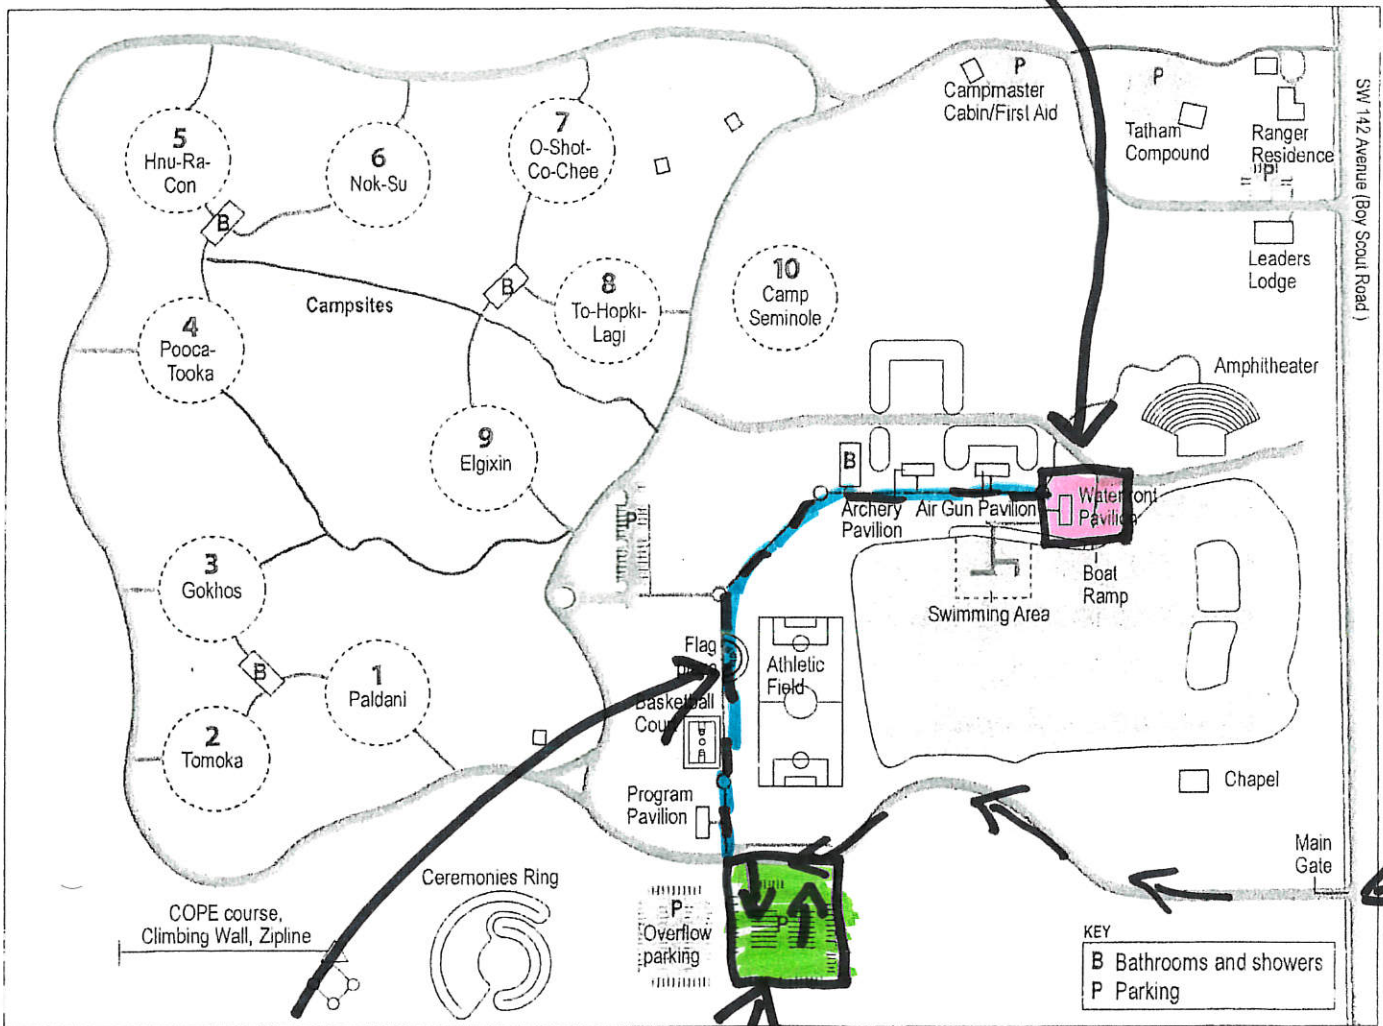 5
Hnu-Ra-
Con
6
Nok-Su
7
O-Shot-
Co-Chee
P
Campmaster
Cabin/First Aid
P
Tatham
Compound
Ranger
Residence
P
SW 142 Avenue (Boy Scout Road)
B
Leaders
Lodge
Campsites
B
8
To-Hopki-
Lagi
10
Camp
Seminole
4
Pooca-
Tooka
Amphitheater
9
Elgixin
B
Archery
Pavilion
Air Gun Pavilion
Waterfront
Pavilion
P
Boat
Ramp
Swimming Area
3
Gokhos
B
1
Paldani
2
Tomoka
Flag
Athletic
Field
Basketball
Court
Program
Pavilion
Chapel
Main
Gate
Ceremonies Ring
COPE course,
Climbing Wall, Zipline
P
Overflow
parking
P
KEY
B Bathrooms and showers
P Parking